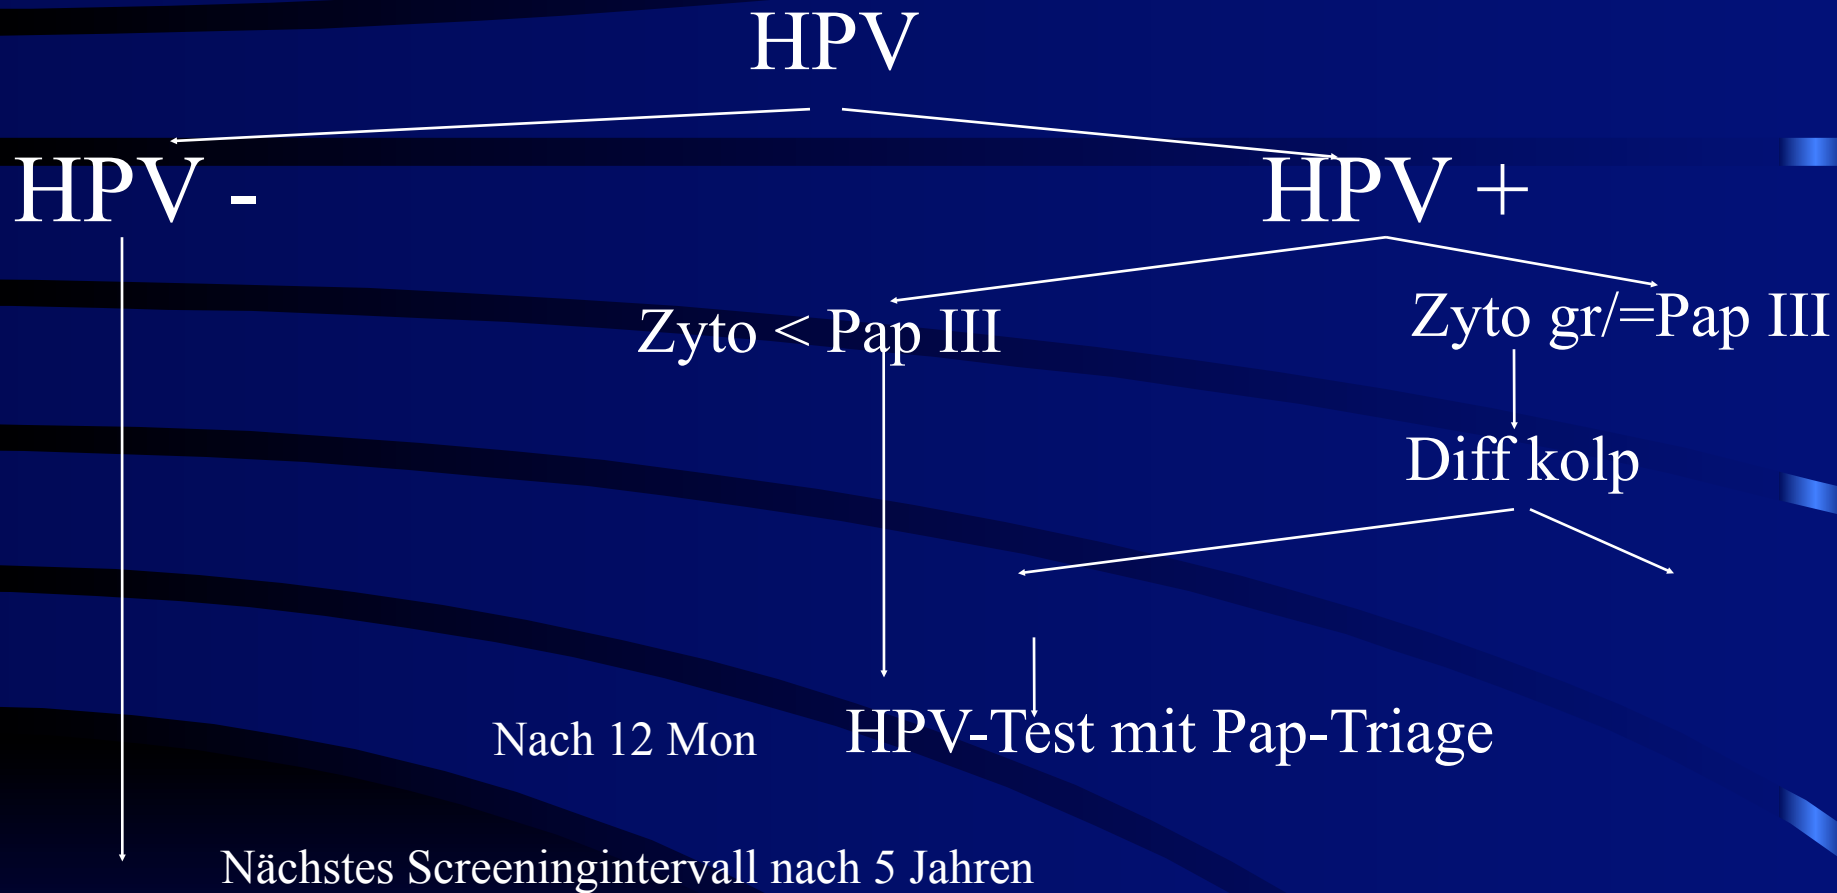 HPV
HPV -
HPV +
Zyto < Pap III
Zyto gr/=Pap III
Diff kolp
Nach 12 Mon
HPV-Test mit Pap-Triage
Nächstes Screeningintervall nach 5 Jahren